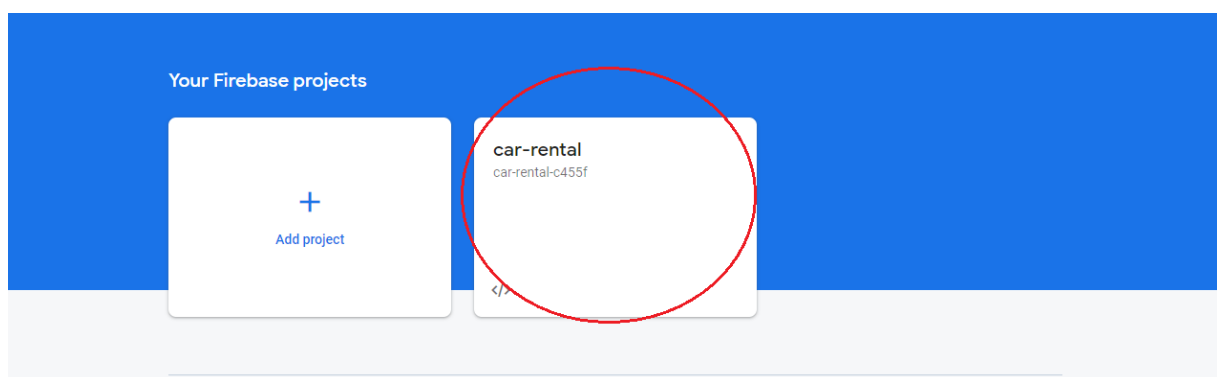 Your Firebase projects
+
Add project
car-rental
car-rental-c455f
</>